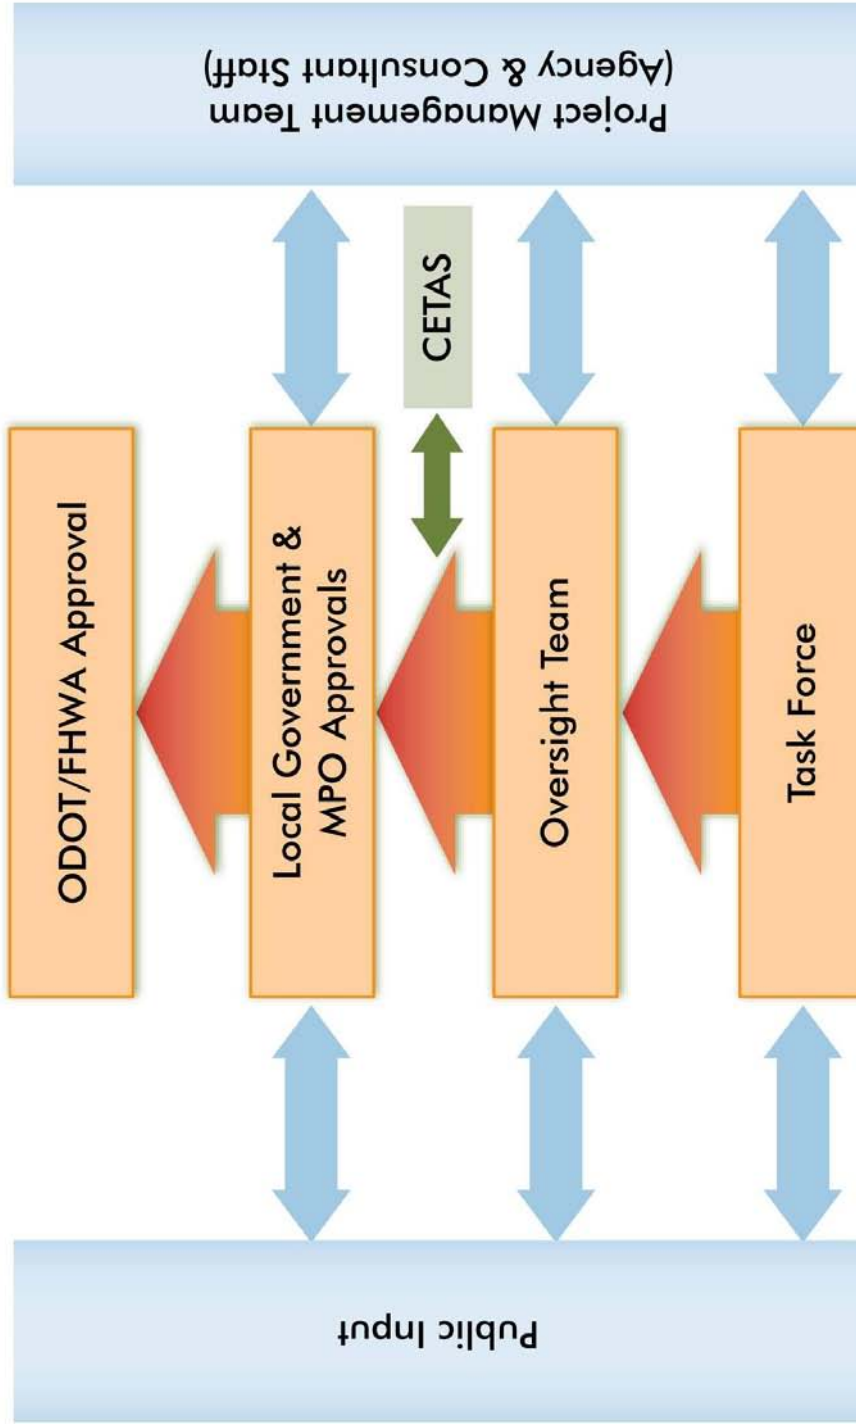 ODOT/FHWA Approval
Local Government &
MPO Approvals
Oversight Team
Task Force
CETAS
Public Input
Project Management Team
(Agency & Consultant Staff)